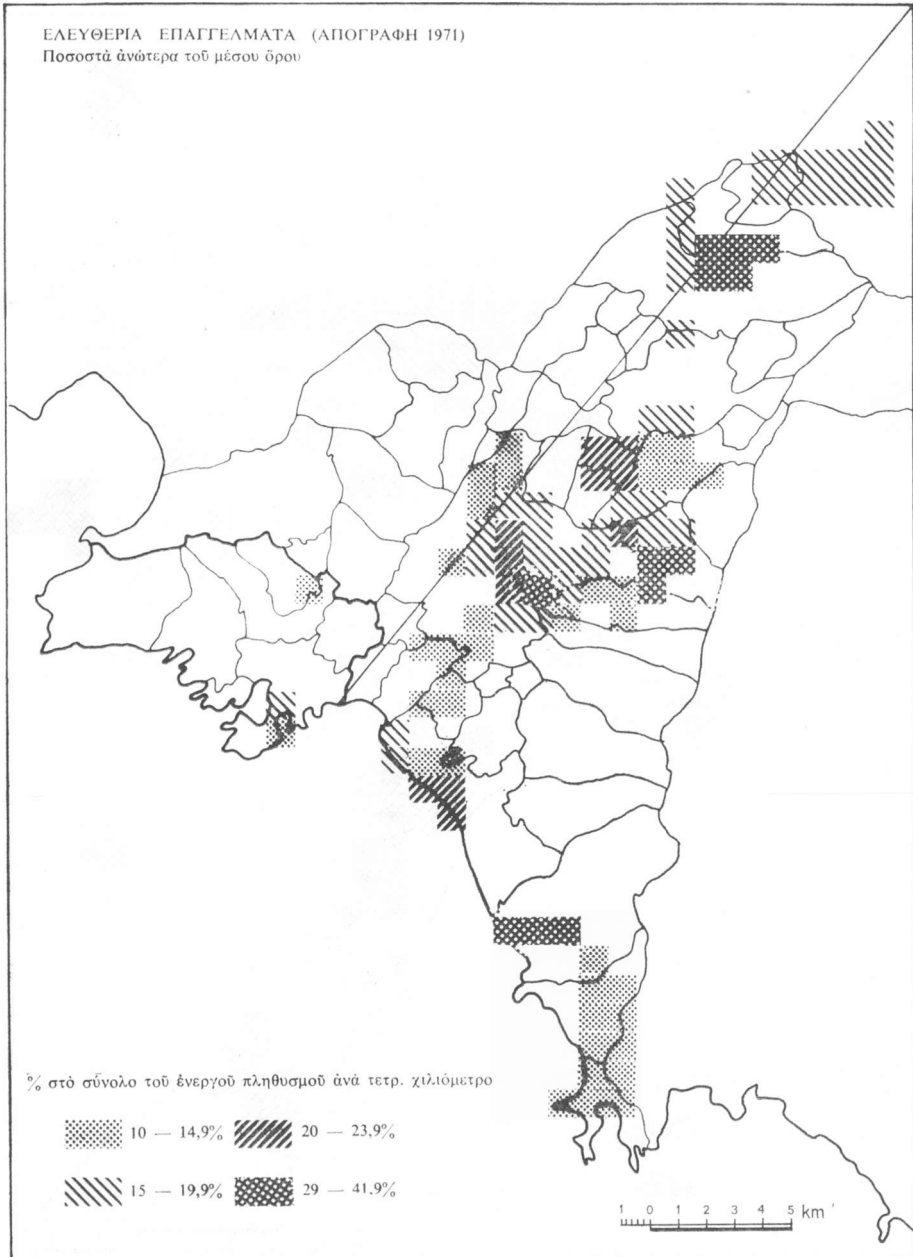 ΕΛΕΥΘΕΡΙΑ ΕΠΑΓΓΕΛΜΑΤΑ (ΑΠΟΓΡΑΦΗ 1971)
Ποσοστὰ ἀνώτερα τοῦ μέσου ὅρου
% στὸ σύνολο τοῦ ἐνεργοῦ πληθυσμοῦ ἀνὰ τετρ. χιλιόμετρο
10 — 14,9% 20 — 23,9%
15 — 19,9% 29 — 41.9%
1 0 1 2 3 4 5 km